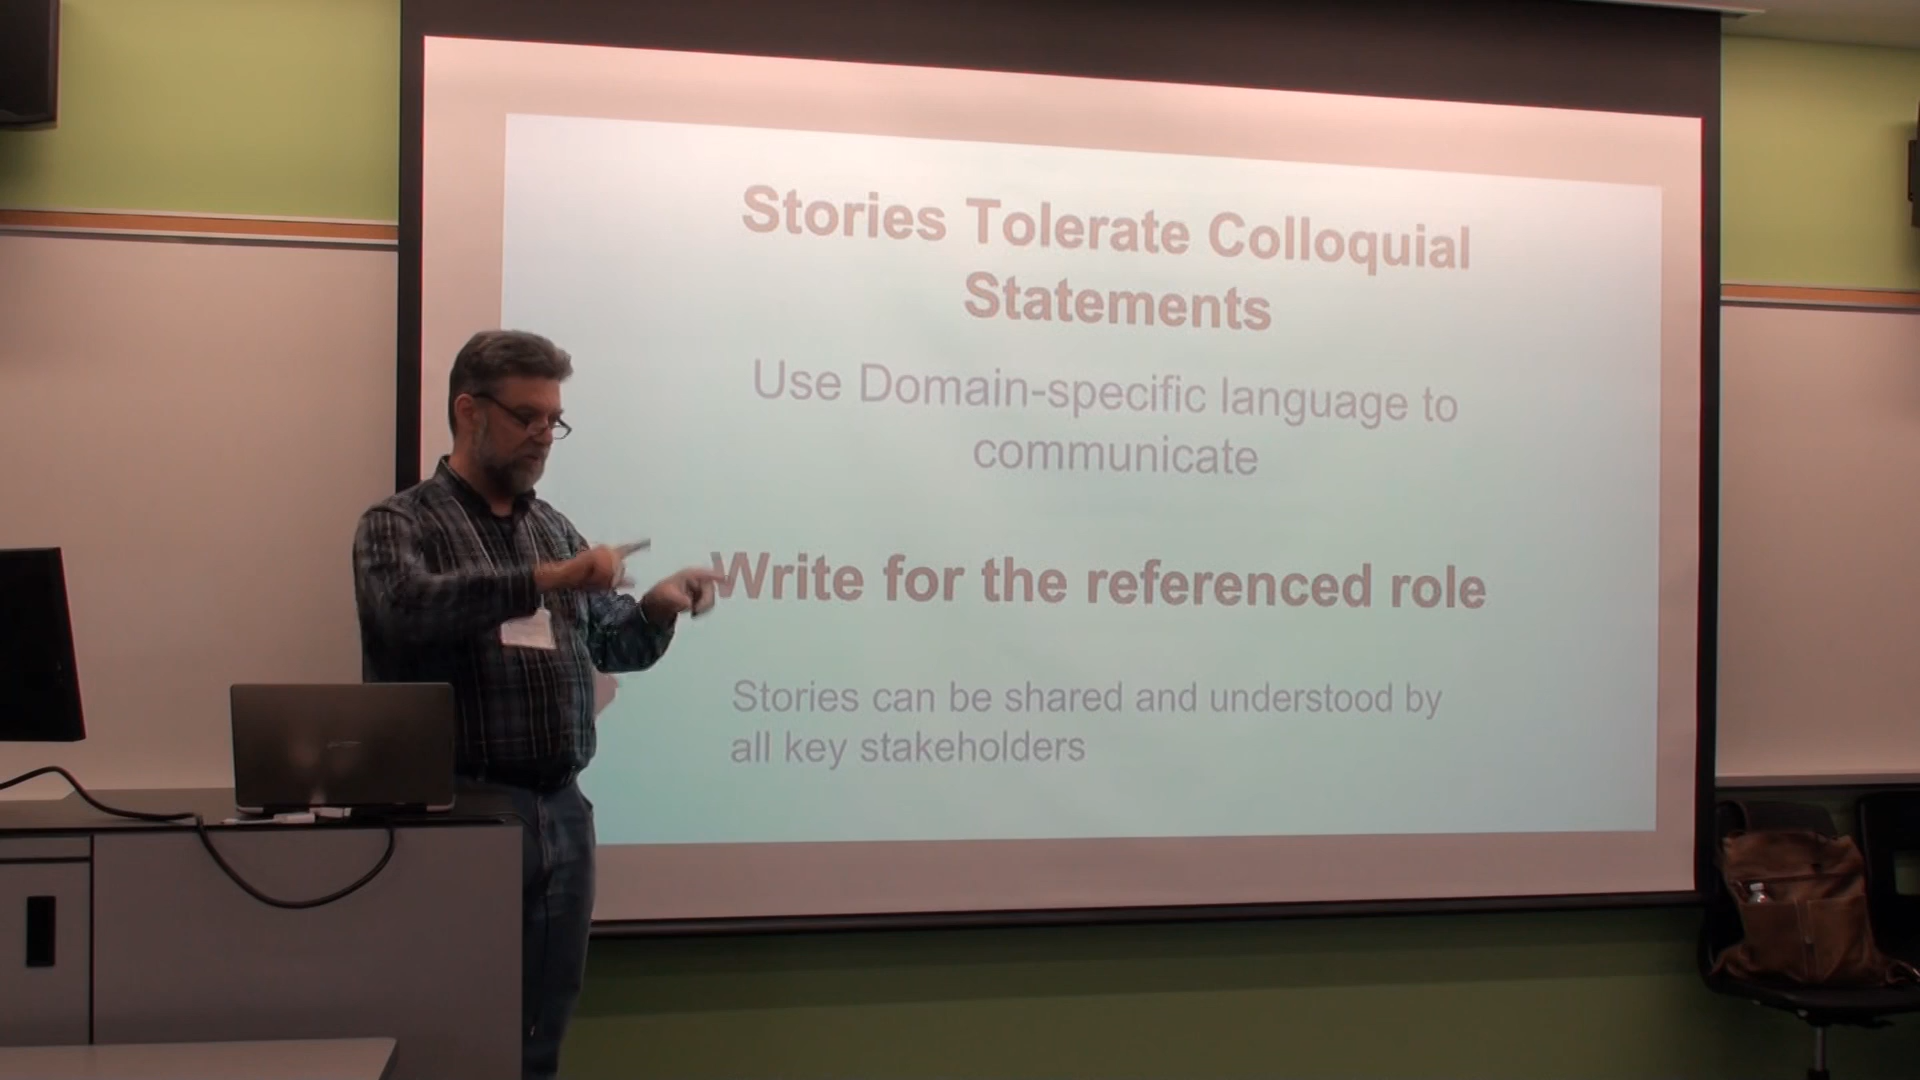 Stories Tolerate Colloquial
Statements
Use Domain-specific language to
communicate
Write for the referenced role
Stories can be shared and understood by
all key stakeholders